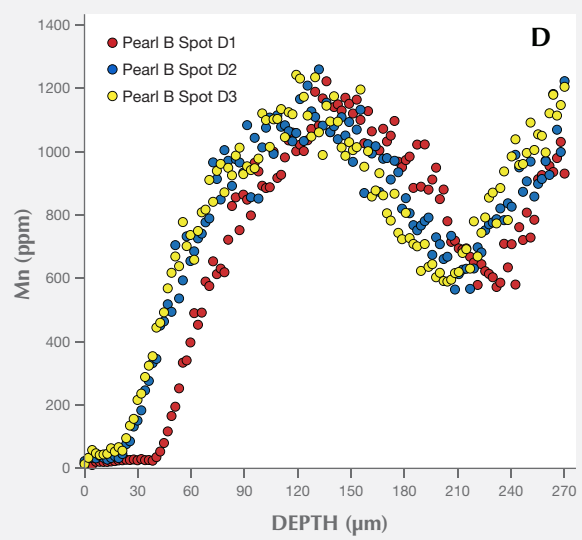 D
Pearl B Spot D1
Pearl B Spot D2
Pearl B Spot D3
Mn (ppm)
1400
1200
1000
800
600
400
200
0
0 30 60 90 120 150 180 210 240 270
DEPTH (µm)